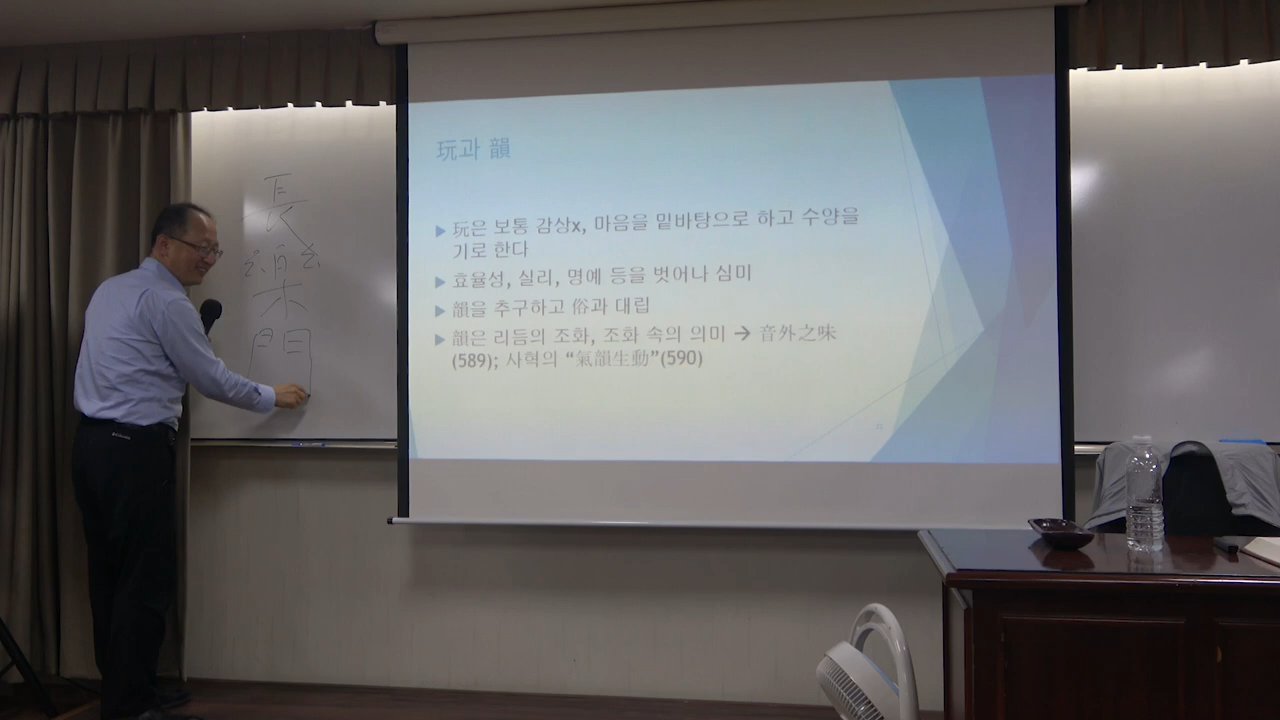 長
樂
門
玩과 韻
玩은 보통 감상x, 마음을 밑바탕으로 하고 수양을
기로 한다
효율성, 실리, 명예 등을 벗어나 심미
韻을 추구하고 俗과 대립
韻은 리듬의 조화, 조화 속의 의미 → 音外之味
(589); 사혁의 “氣韻生動”(590)